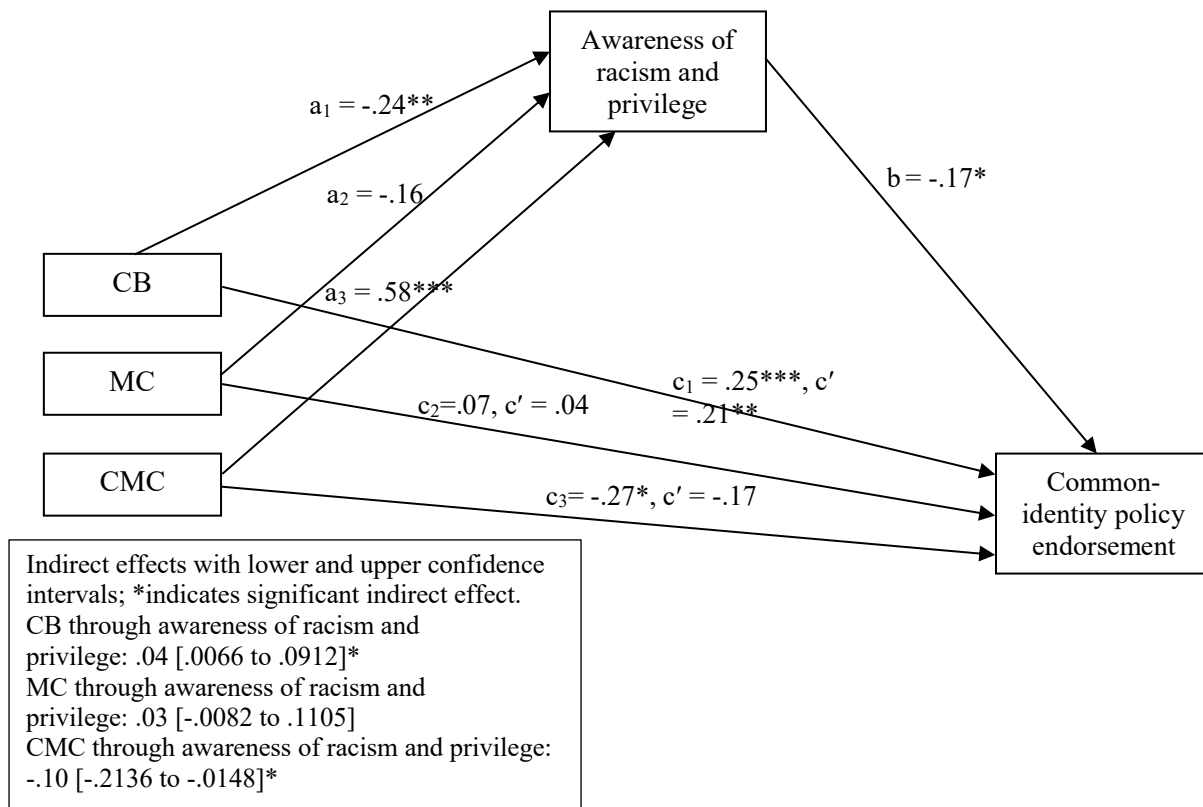 Awareness of
racism and
privilege
a₁ = -.24**
a₂ = -.16
b = -.17*
CB
a₃ = .58***
MC
c₁ = .25***, c′
= .21**
c₂=.07, c′ = .04
CMC
c₃= -.27*, c′ = -.17
Common-
identity policy
endorsement
Indirect effects with lower and upper confidence
intervals; *indicates significant indirect effect.
CB through awareness of racism and
privilege: .04 [.0066 to .0912]*
MC through awareness of racism and
privilege: .03 [-.0082 to .1105]
CMC through awareness of racism and privilege:
-.10 [-.2136 to -.0148]*